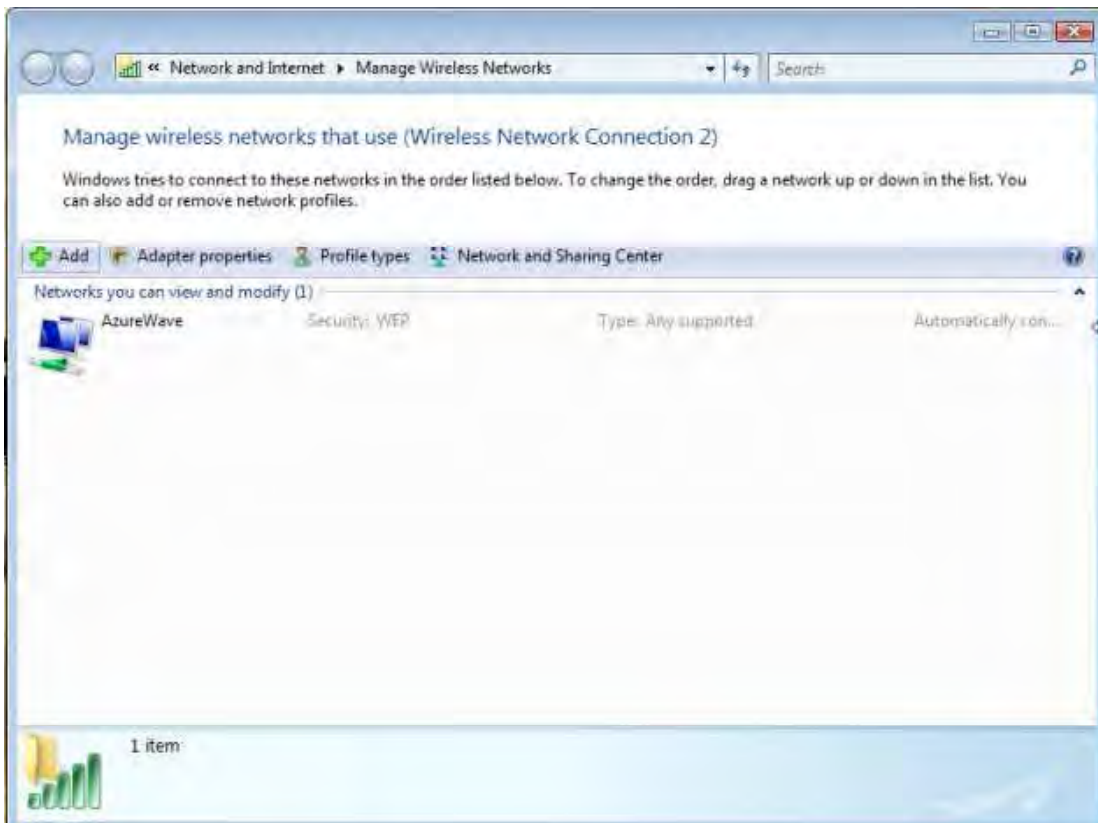 « Network and Internet ▸ Manage Wireless Networks
Search
Manage wireless networks that use (Wireless Network Connection 2)
Windows tries to connect to these networks in the order listed below. To change the order, drag a network up or down in the list. You
can also add or remove network profiles.
Add Adapter properties Profile types Network and Sharing Center
Networks you can view and modify (1)
AzureWave Security: WEP Type: Any supported Automatically con...
1 item